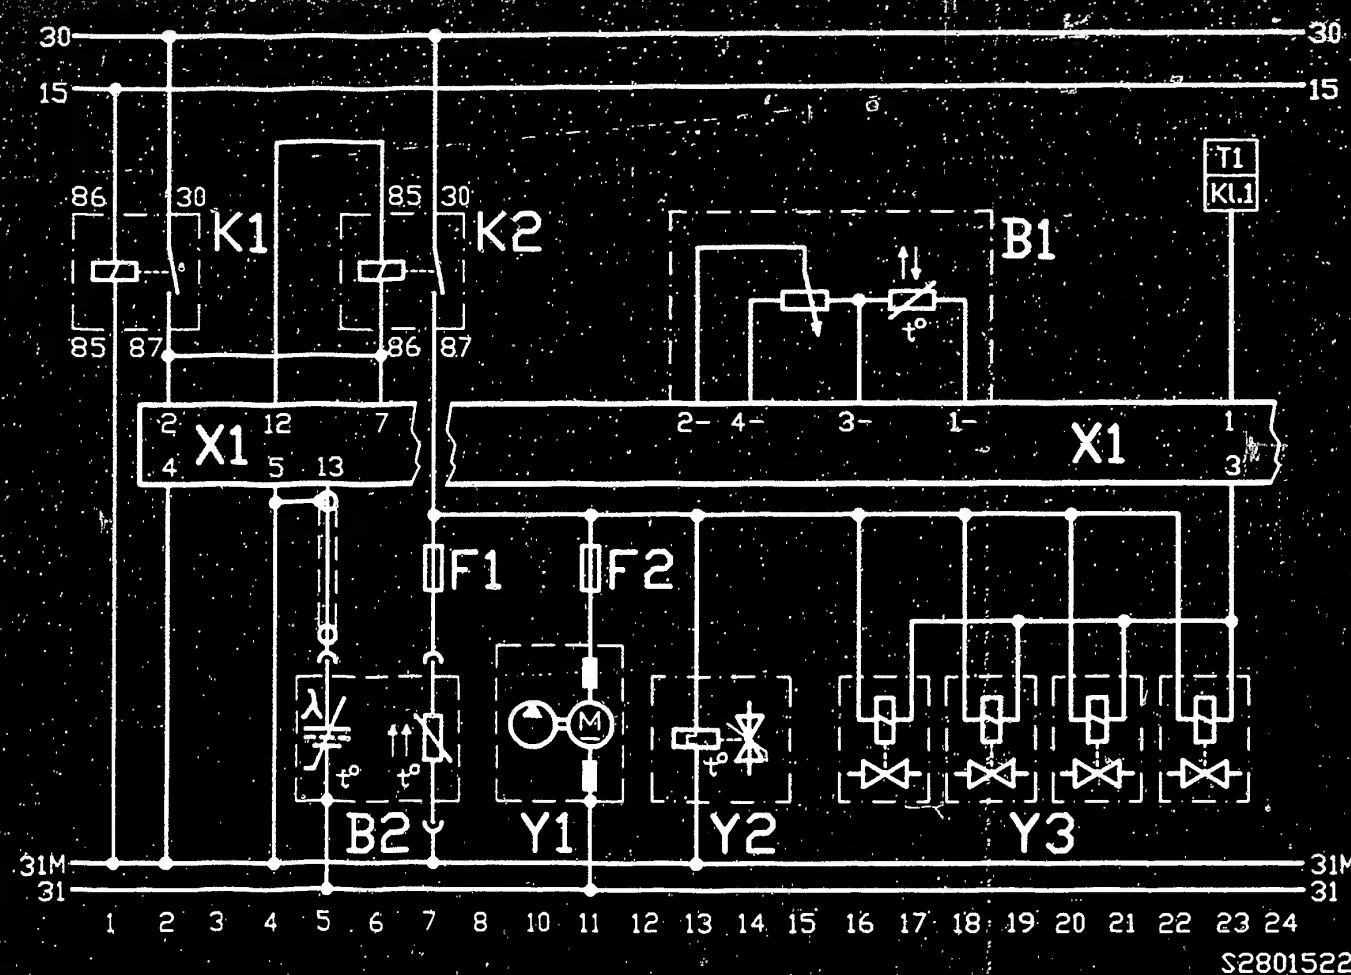 30 30
15 15
T1
Kl.1
86 30 85 30
K1 K2 B1
t°
85 87 86 87
2 12 7 2- 4- 3- 1- 1
X1 X1
4 5 13 3
F1 F2
λ M
t° t° t°
B2 Y1 Y2 Y3
31M 31M
31 31
1 2 3 4 5 6 7 8 10 11 12 13 14 15 16 17 18 19 20 21 22 23 24
S2801522